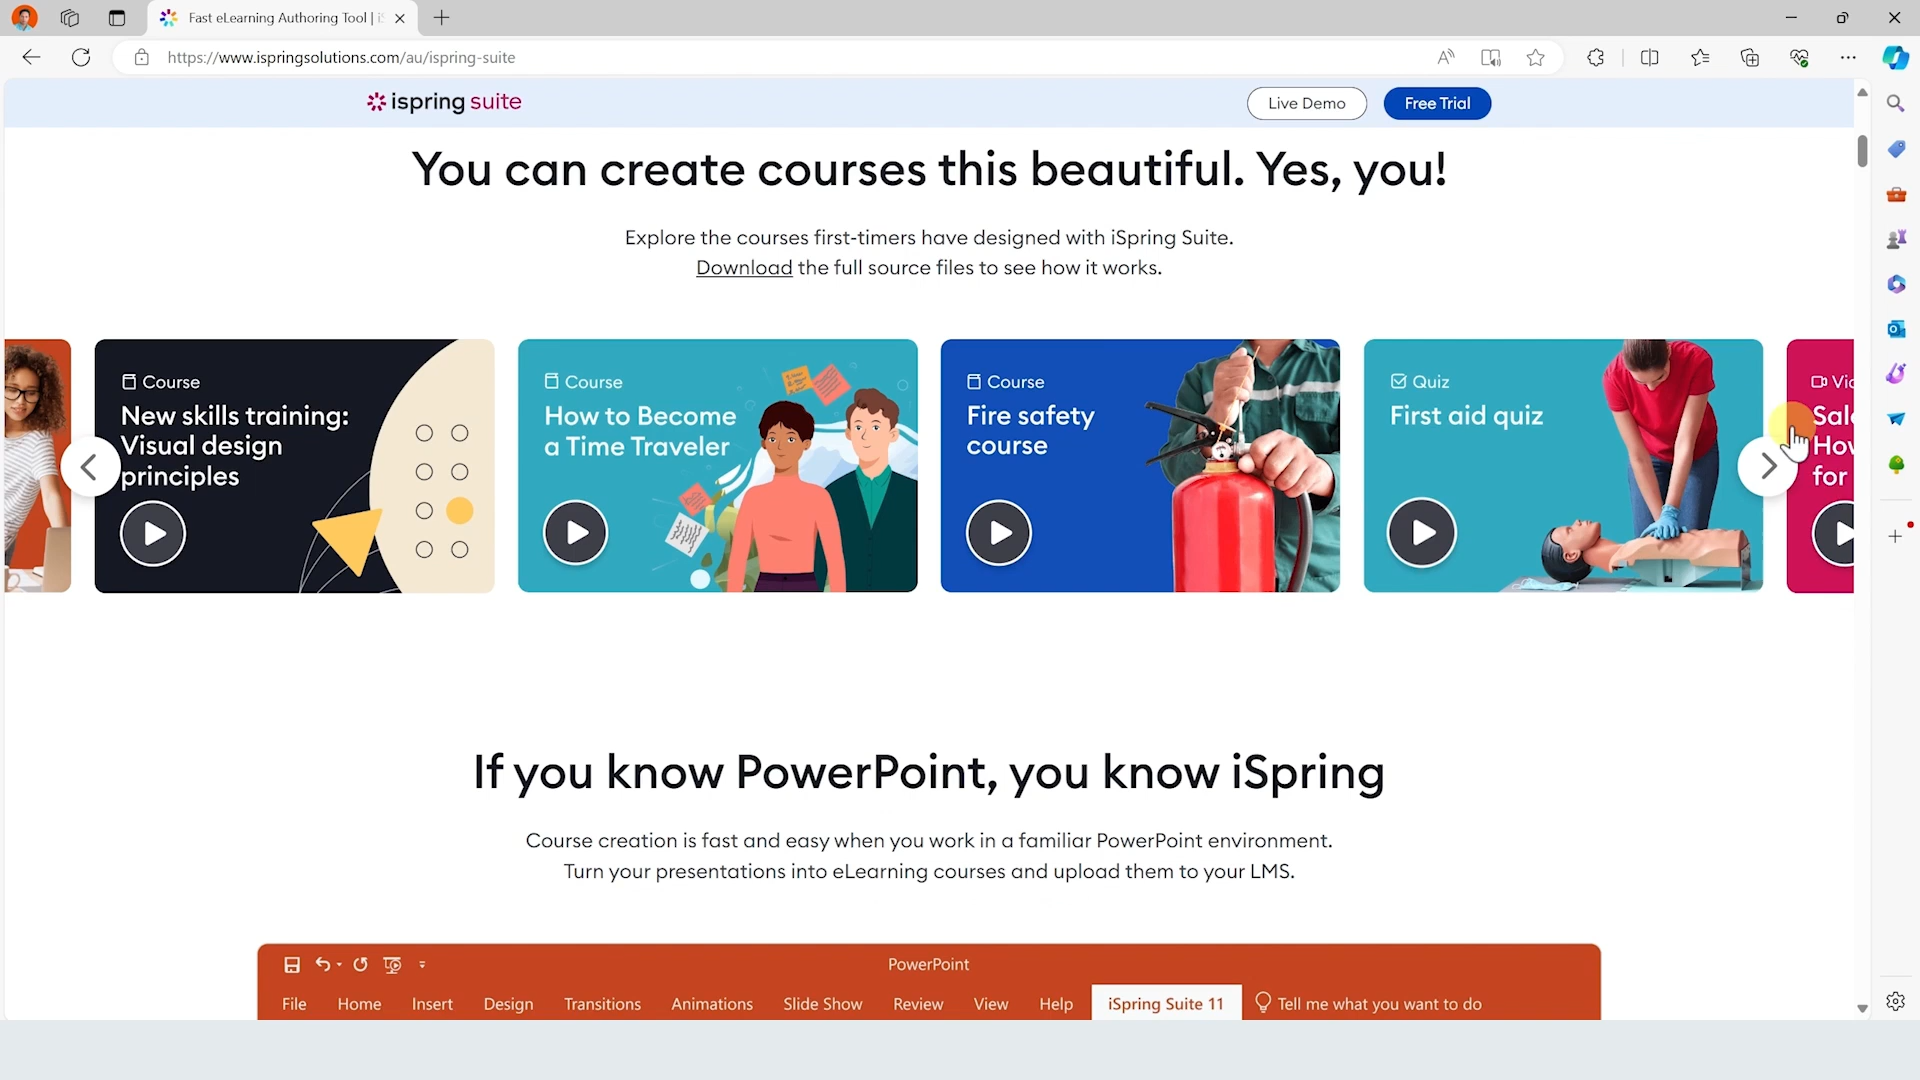 Fast eLearning Authoring Tool | iS
https://www.ispringsolutions.com/au/ispring-suite
ispring suite
Live Demo
Free Trial
You can create courses this beautiful. Yes, you!
Explore the courses first-timers have designed with iSpring Suite.
Download the full source files to see how it works.
Course
New skills training:
Visual design
principles
Course
How to Become
a Time Traveler
Course
Fire safety
course
Quiz
First aid quiz
for
If you know PowerPoint, you know iSpring
Course creation is fast and easy when you work in a familiar PowerPoint environment.
Turn your presentations into eLearning courses and upload them to your LMS.
PowerPoint
File Home Insert Design Transitions Animations Slide Show Review View Help iSpring Suite 11 Tell me what you want to do